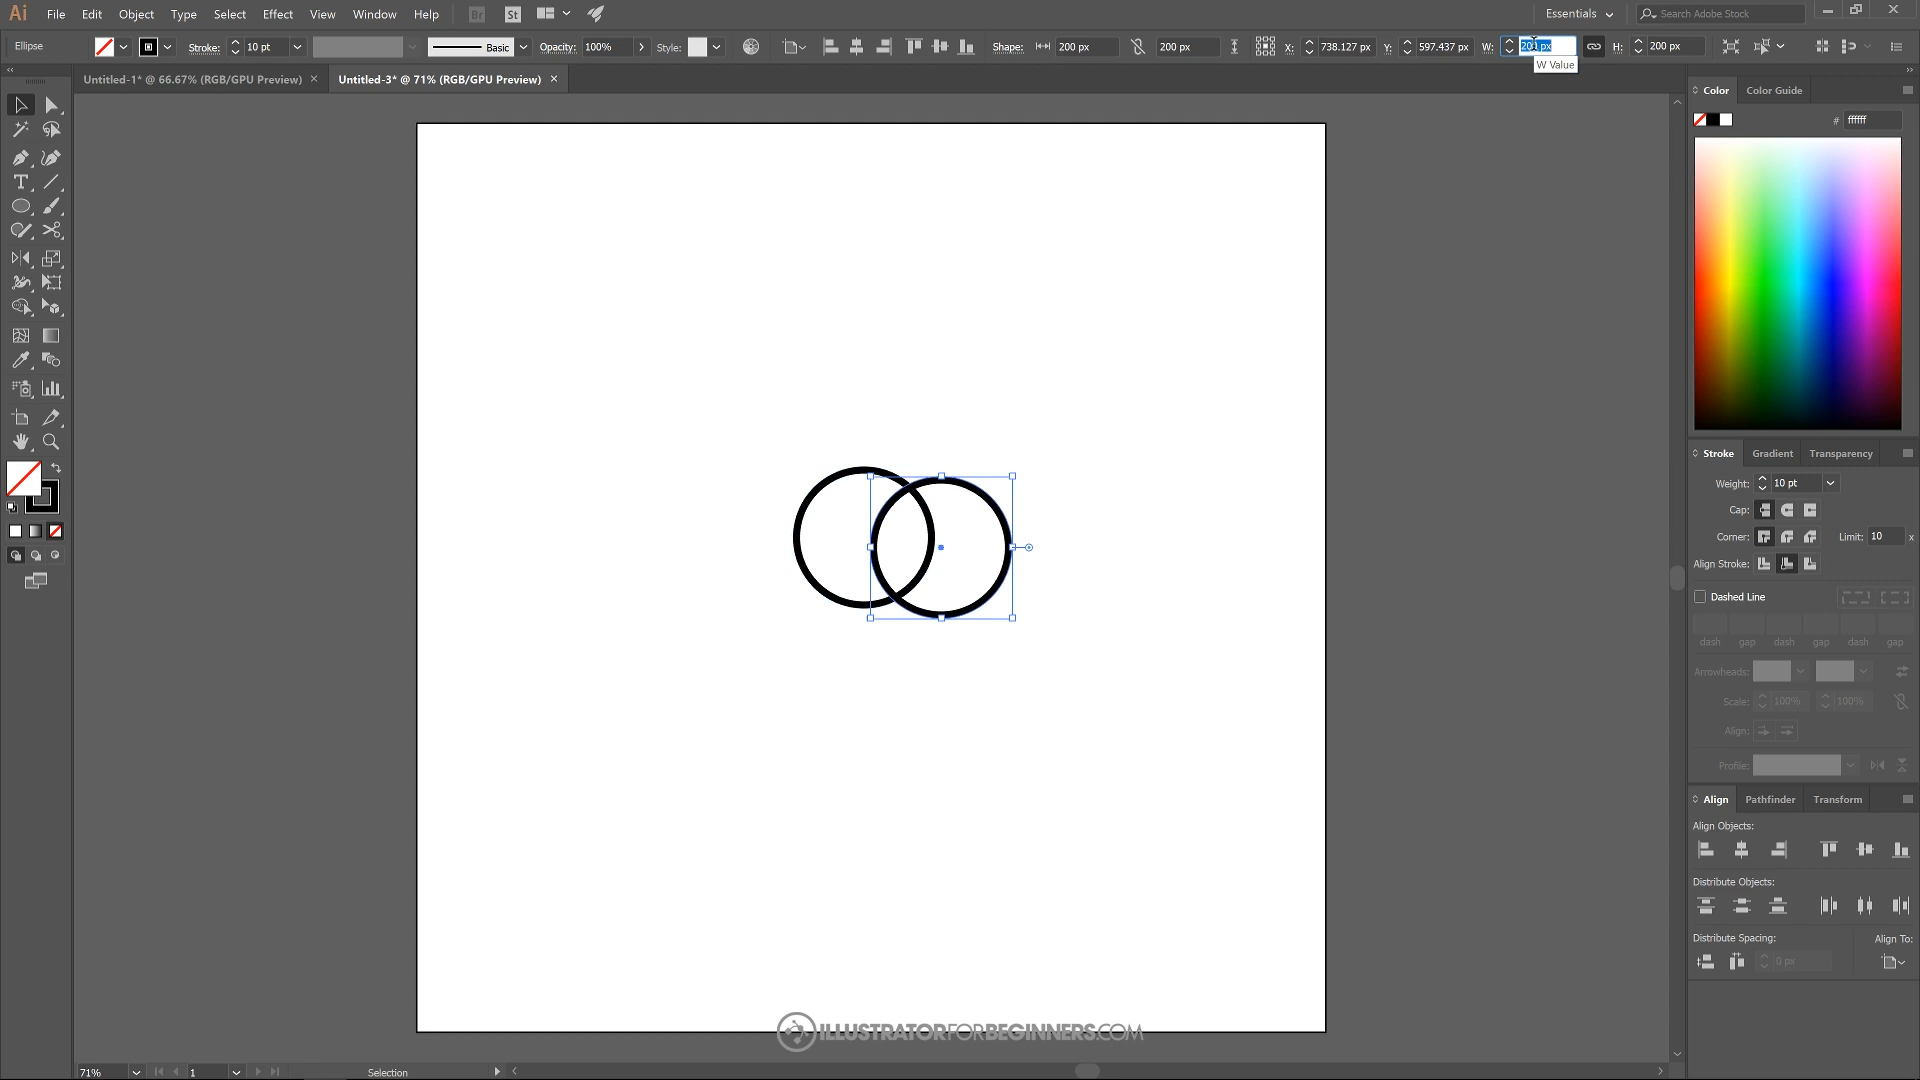 Ai File Edit Object Type Select Effect View Window Help Br St Essentials Search Adobe Stock
Ellipse Stroke: 10 pt Basic Opacity: 100% Style: Shape: 200 px 200 px X: 738.127 px Y: 597.437 px W: 200 px H: 200 px
W Value
Untitled-1* @ 66.67% (RGB/GPU Preview) Untitled-3* @ 71% (RGB/GPU Preview)
Color Color Guide
# ffffff
Stroke Gradient Transparency
Weight: 10 pt
Cap:
Corner: Limit: 10 x
Align Stroke:
Dashed Line
dash gap dash gap dash gap
Arrowheads:
Scale: 100% 100%
Align:
Profile:
Align Pathfinder Transform
Align Objects:
Distribute Objects:
Distribute Spacing: Align To:
0 px
ILLUSTRATORFORBEGINNERS.COM
71% 1 Selection